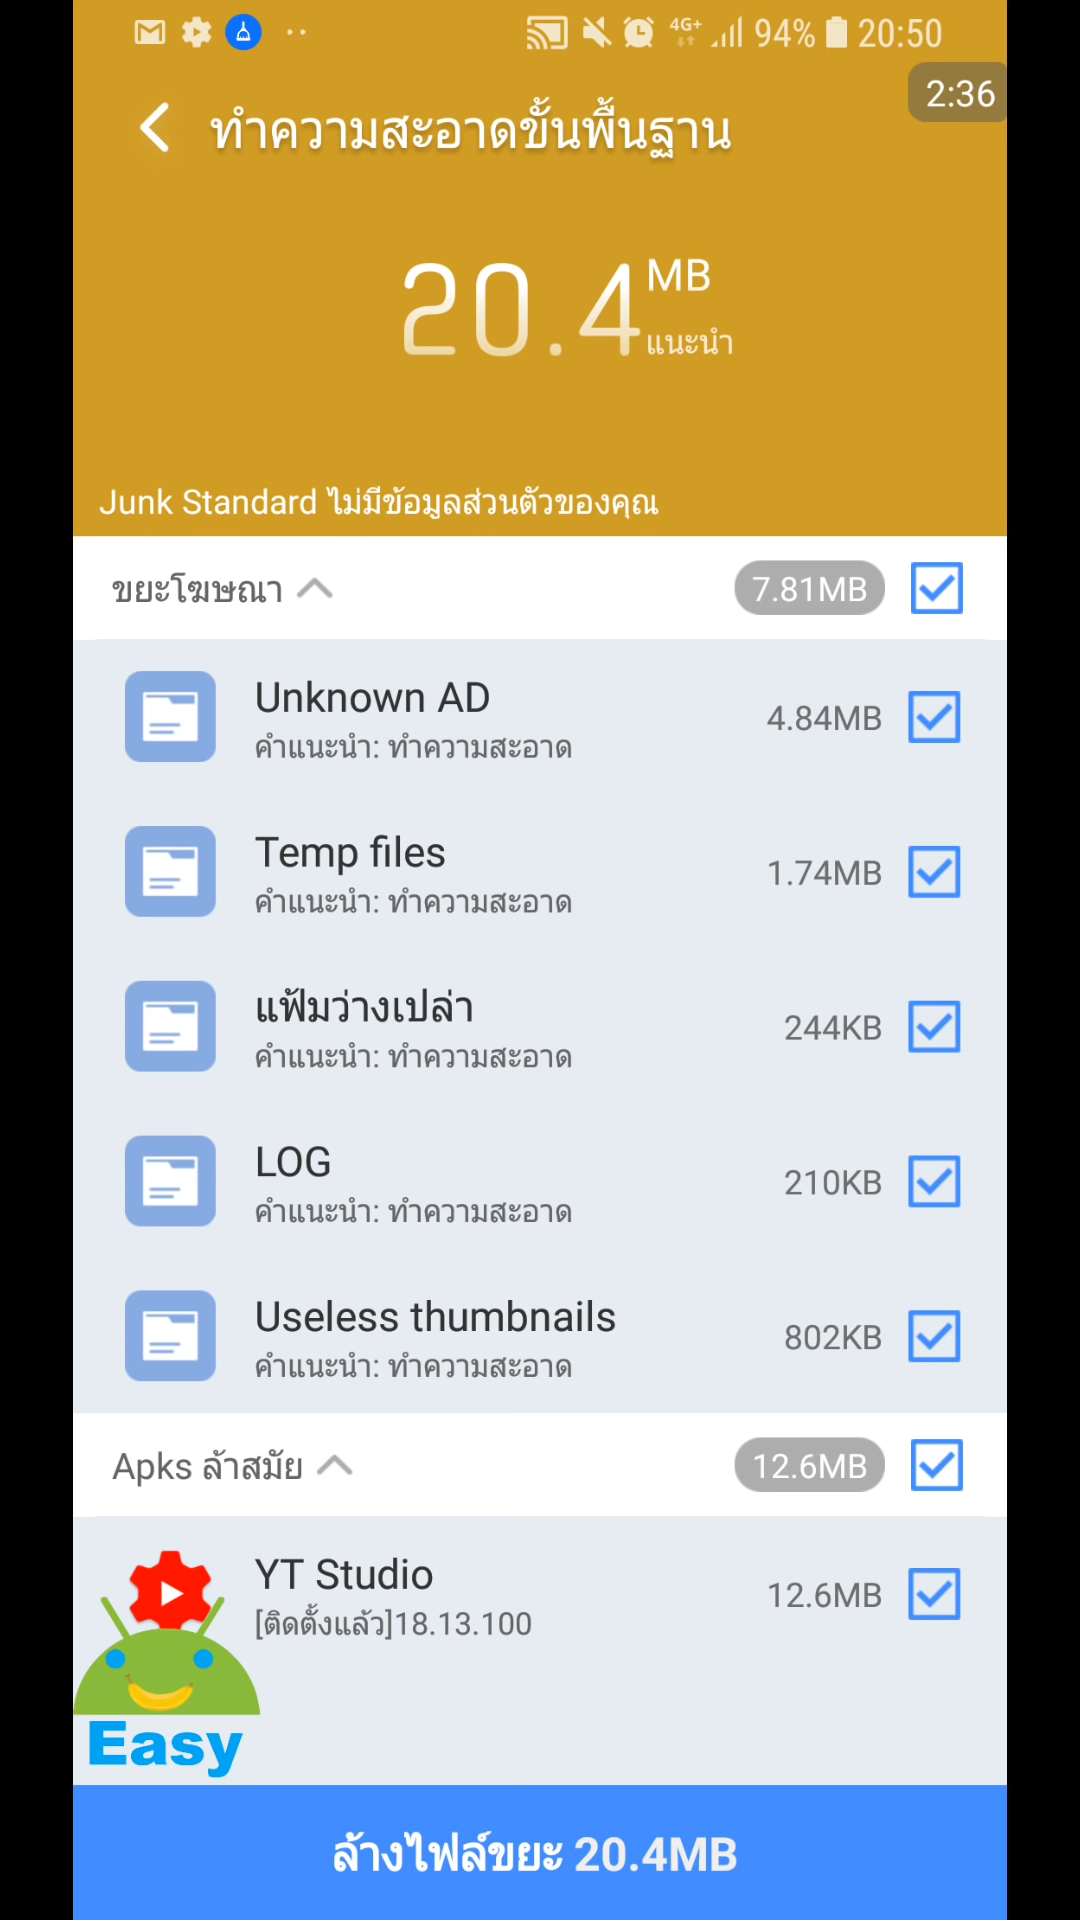 4G+ 94% 20:50
2:36
ทำความสะอาดขั้นพื้นฐาน
20.4 MB
แนะนำ
Junk Standard ไม่มีข้อมูลส่วนตัวของคุณ
ขยะโฆษณา 7.81MB
Unknown AD 4.84MB
คำแนะนำ: ทำความสะอาด
Temp files 1.74MB
คำแนะนำ: ทำความสะอาด
แฟ้มว่างเปล่า 244KB
คำแนะนำ: ทำความสะอาด
LOG 210KB
คำแนะนำ: ทำความสะอาด
Useless thumbnails 802KB
คำแนะนำ: ทำความสะอาด
Apks ล้าสมัย 12.6MB
YT Studio 12.6MB
[ติดตั้งแล้ว]18.13.100
Easy
ล้างไฟล์ขยะ 20.4MB